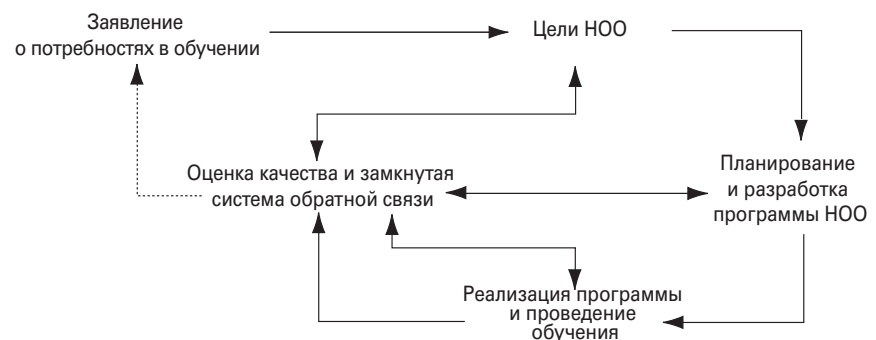 Заявление
о потребностях в обучении
Цели НОО
Оценка качества и замкнутая
система обратной связи
Планирование
и разработка
программы НОО
Реализация программы
и проведение
обучения